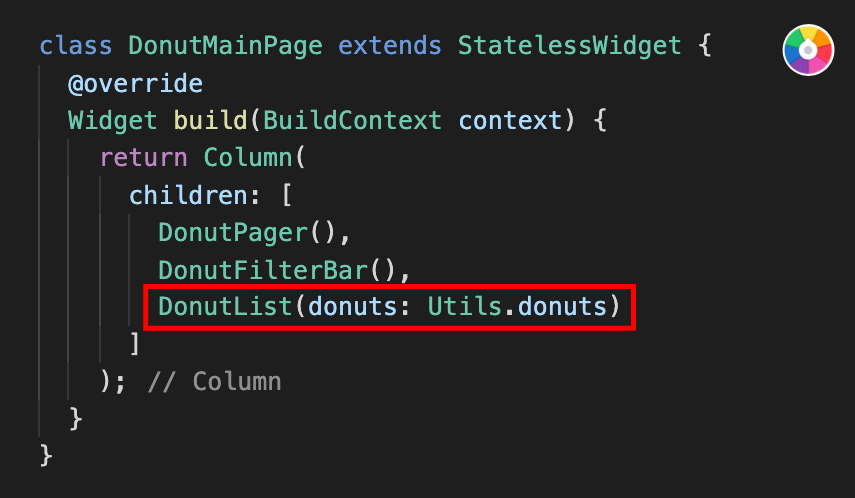 class DonutMainPage extends StatelessWidget {
@override
Widget build(BuildContext context) {
return Column(
children: [
DonutPager(),
DonutFilterBar(),
DonutList(donuts: Utils.donuts)
]
); // Column
}
}